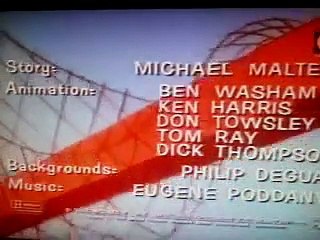 Story: MICHAEL MALTE
Animation: BEN WASHAM
KEN HARRIS
DON TOWSLEY
TOM RAY
DICK THOMPSO
Backgrounds: PHILIP DEGUA
Music: EUGENE PODDANY